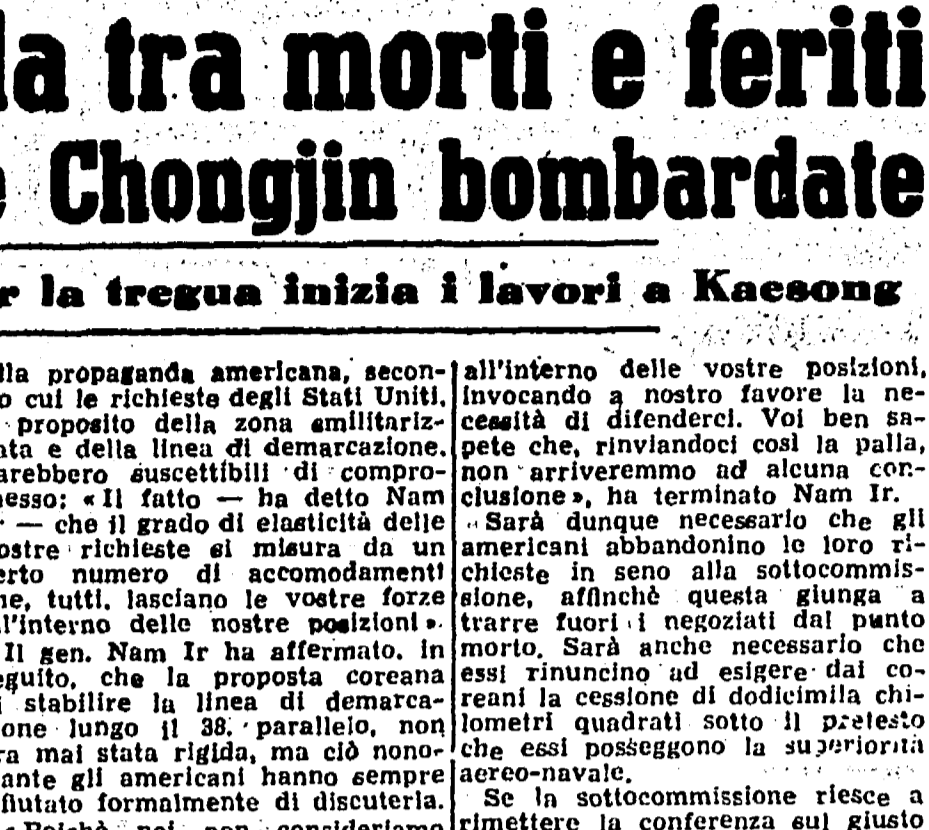 la tra morti e feriti
e Chongjin bombardate
r la tregua inizia i lavori a Kaesong
lla propaganda americana, secon-
o cui le richieste degli Stati Uniti,
proposito della zona smilitariz-
ata e della linea di demarcazione,
arebbero suscettibili di compro-
messo: « Il fatto — ha detto Nam
r — che il grado di elasticità delle
ostre richieste si misura da un
erto numero di accomodamenti
he, tutti, lasciano le vostre forze
ll'interno delle nostre posizioni ».
Il gen. Nam Ir ha affermato, in
eguito, che la proposta coreana
i stabilire la linea di demarca-
ione lungo il 38. parallelo, non
ra mai stata rigida, ma ciò nono-
tante gli americani hanno sempre
fiutato formalmente di discuterla.
« Poichè noi non consideriamo
all'interno delle vostre posizioni,
invocando a nostro favore la ne-
cessità di difenderci. Voi ben sa-
pete che, rinviandoci così la palla,
non arriveremmo ad alcuna con-
clusione », ha terminato Nam Ir.
Sarà dunque necessario che gli
americani abbandonino le loro ri-
chieste in seno alla sottocommis-
sione, affinchè questa giunga a
trarre fuori i negoziati dal punto
morto. Sarà anche necessario che
essi rinuncino ad esigere dai co-
reani la cessione di dodicimila chi-
lometri quadrati sotto il pretesto
che essi posseggono la superiorità
aereo-navale.
Se la sottocommissione riesce a
rimettere la conferenza sul giusto